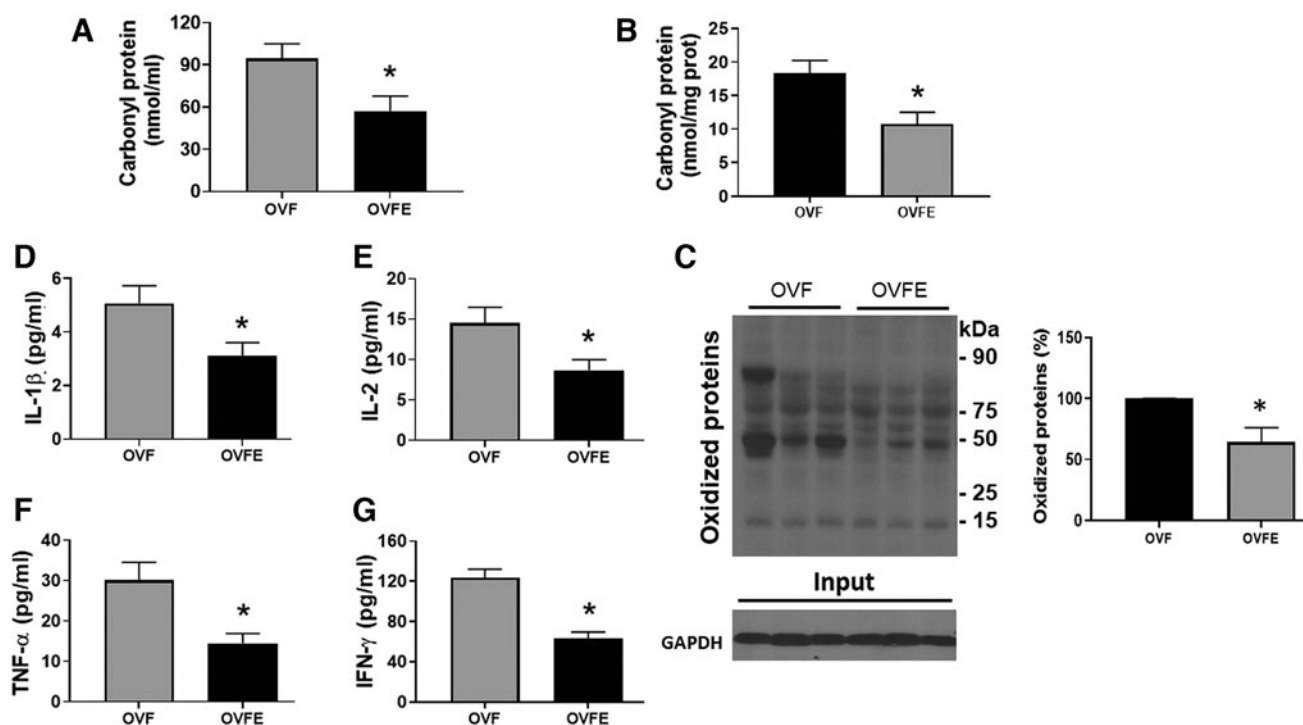 A
Carbonyl protein
(nmol/ml)
120
90
60
30
0
*
OVF
OVFE
B
Carbonyl protein
(nmol/mg prot)
25
20
15
10
5
0
*
OVF
OVFE
D
IL-1β (pg/ml)
6
4
2
0
*
OVF
OVFE
E
IL-2 (pg/ml)
20
15
10
5
0
*
OVF
OVFE
C
OVF OVFE
Oxidized proteins
kDa
- 90
- 75
- 50
- 25
- 15
Input
GAPDH
Oxidized proteins (%)
150
100
50
0
*
OVF
OVFE
F
TNF-α (pg/ml)
40
30
20
10
0
*
OVF
OVFE
G
IFN-γ (pg/ml)
160
120
80
40
0
*
OVF
OVFE